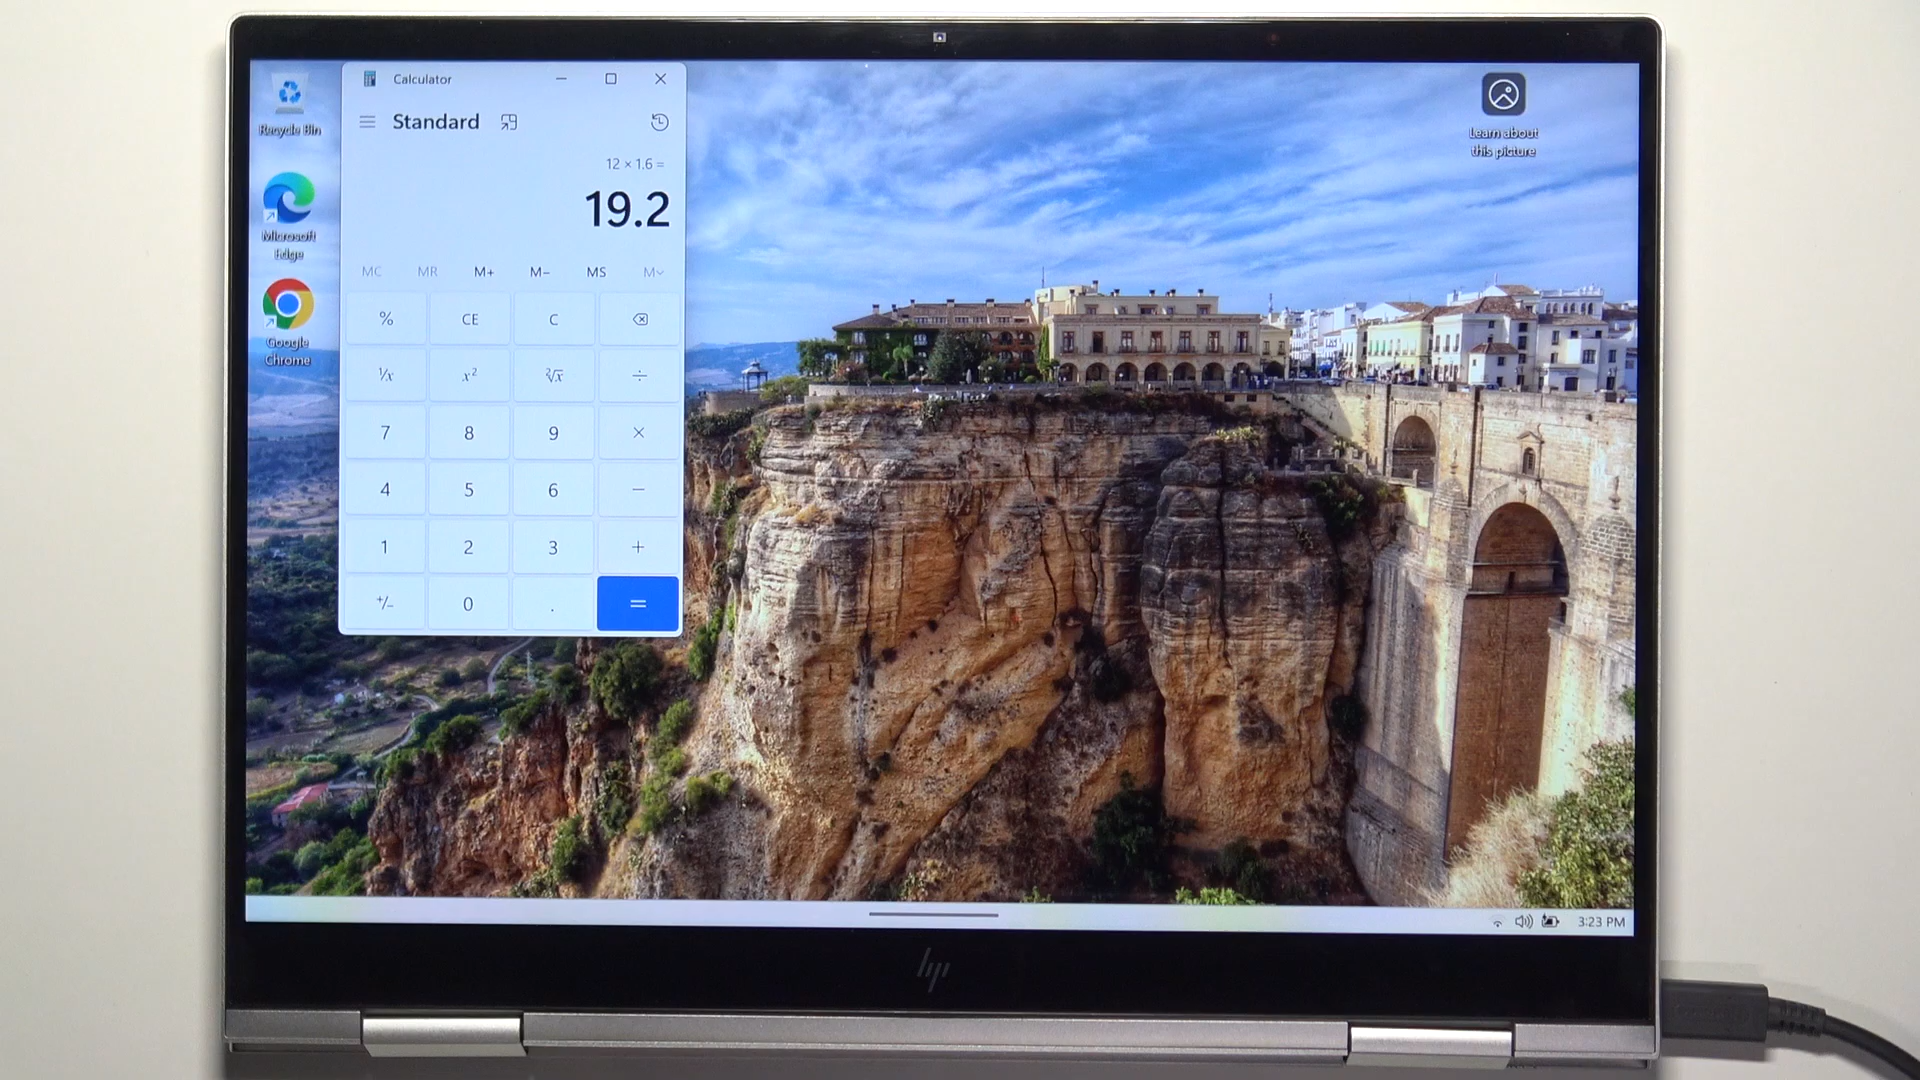 Recycle Bin
Microsoft
Edge
Google
Chrome
Calculator
Standard
12 × 1.6 =
19.2
MC MR M+ M− MS M
% CE C
1/x x² ²√x ÷
7 8 9 ×
4 5 6 −
1 2 3 +
+/− 0 . =
Learn about
this picture
3:23 PM
hp